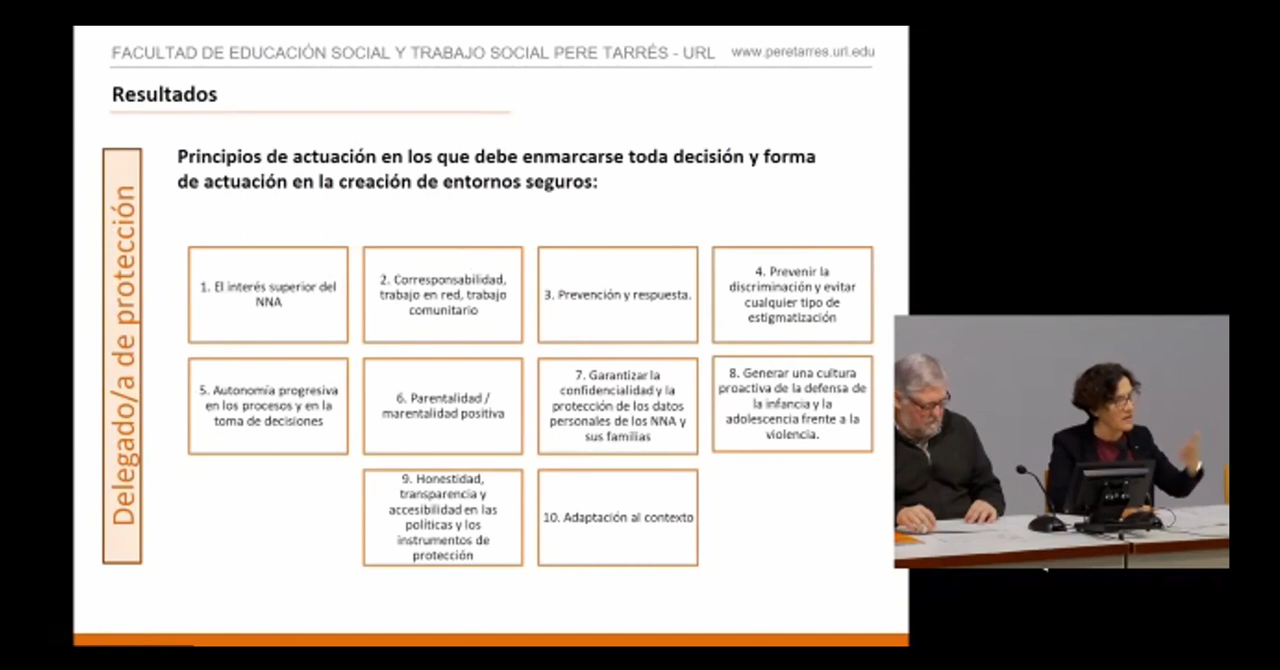 FACULTAD DE EDUCACIÓN SOCIAL Y TRABAJO SOCIAL PERE TARRÉS - URL www.peretarres.url.edu
Resultados
Delegado/a de protección
Principios de actuación en los que debe enmarcarse toda decisión y forma
de actuación en la creación de entornos seguros:
1. El interés superior del
NNA
2. Corresponsabilidad,
trabajo en red, trabajo
comunitario
3. Prevención y respuesta.
4. Prevenir la
discriminación y evitar
cualquier tipo de
estigmatización
5. Autonomía progresiva
en los procesos y en la
toma de decisiones
6. Parentalidad /
marentalidad positiva
7. Garantizar la
confidencialidad y la
protección de los datos
personales de los NNA y
sus familias
8. Generar una cultura
proactiva de la defensa de
la infancia y la
adolescencia frente a la
violencia.
9. Honestidad,
transparencia y
accesibilidad en las
políticas y los
instrumentos de
protección
10. Adaptación al contexto